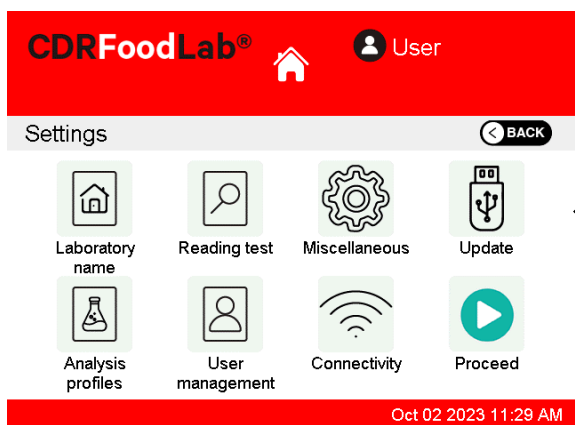 CDRFoodLab®
User
Settings
BACK
Laboratory name
Reading test
Miscellaneous
Update
Analysis profiles
User management
Connectivity
Proceed
Oct 02 2023 11:29 AM